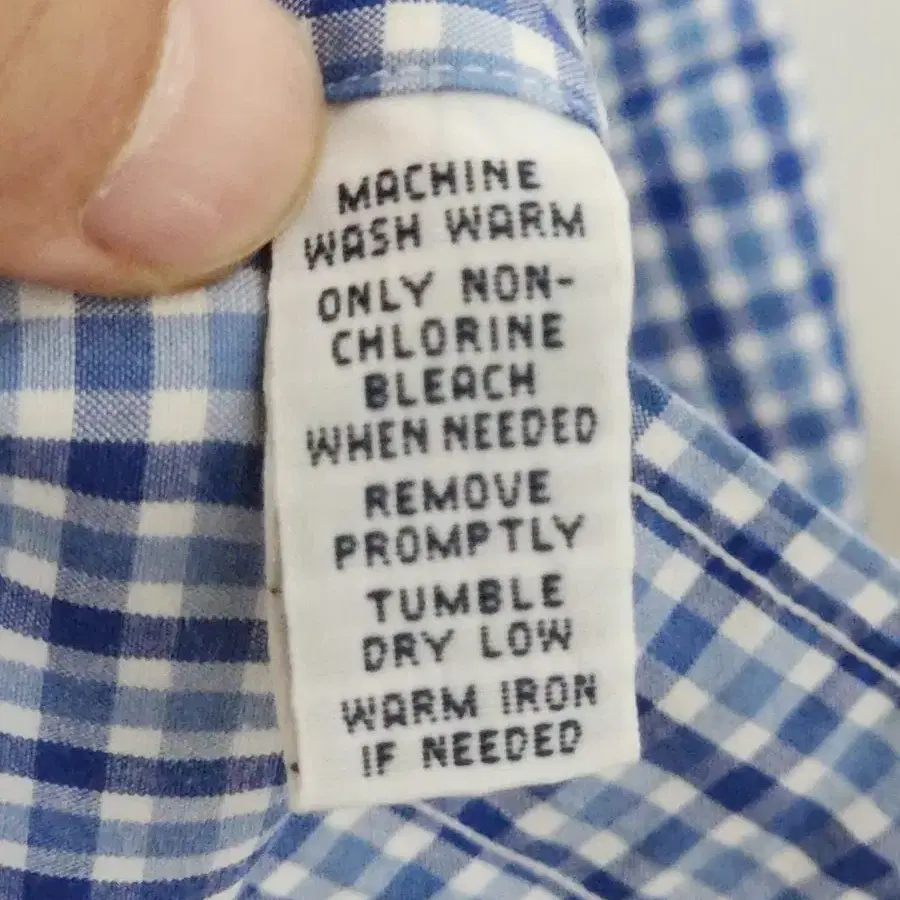 MACHINE
WASH WARM
ONLY NON-
CHLORINE
BLEACH
WHEN NEEDED
REMOVE
PROMPTLY
TUMBLE
DRY LOW
WARM IRON
IF NEEDED